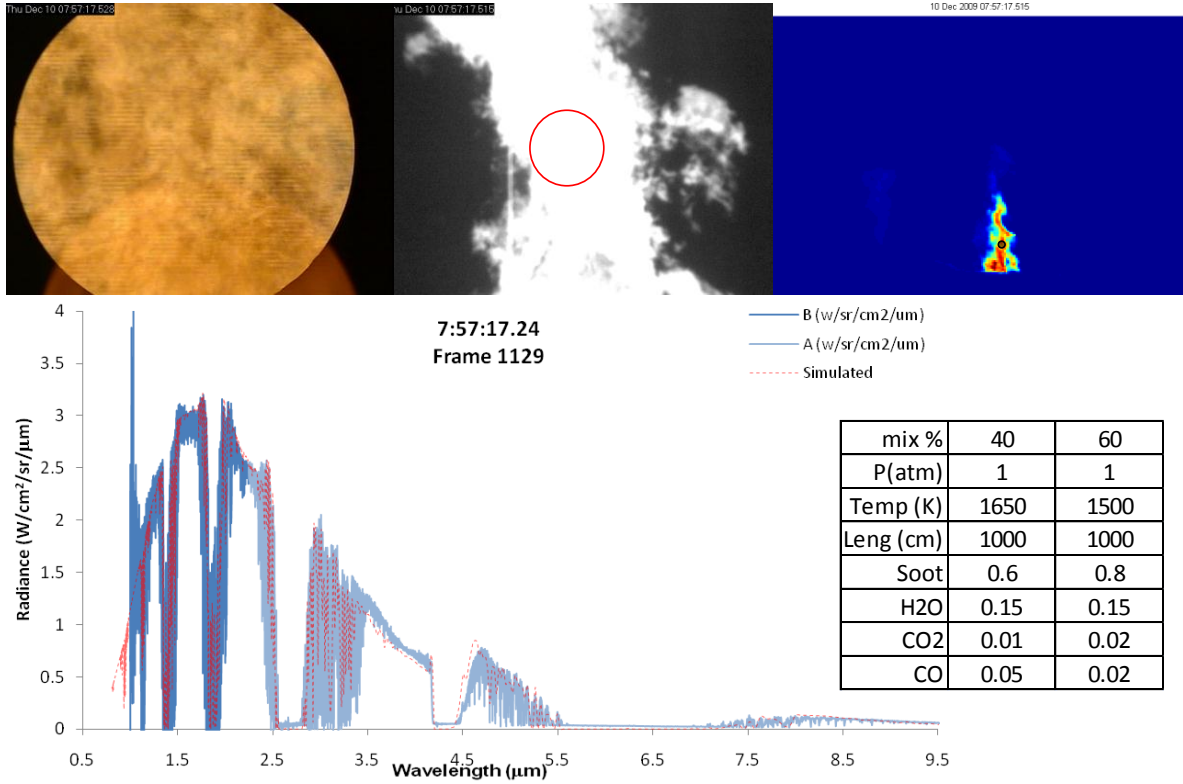 Thu Dec 10 07:57:17.528
Thu Dec 10 07:57:17.515
10 Dec 2009 07:57:17.515
7:57:17.24
Frame 1129
B (w/sr/cm2/um)
A (w/sr/cm2/um)
Simulated
Radiance (W/cm²/sr/μm)
4
3.5
3
2.5
2
1.5
1
0.5
0
0.5 1.5 2.5 3.5 4.5 5.5 6.5 7.5 8.5 9.5
Wavelength (μm)
mix % 40 60
P(atm) 1 1
Temp (K) 1650 1500
Leng (cm) 1000 1000
Soot 0.6 0.8
H2O 0.15 0.15
CO2 0.01 0.02
CO 0.05 0.02